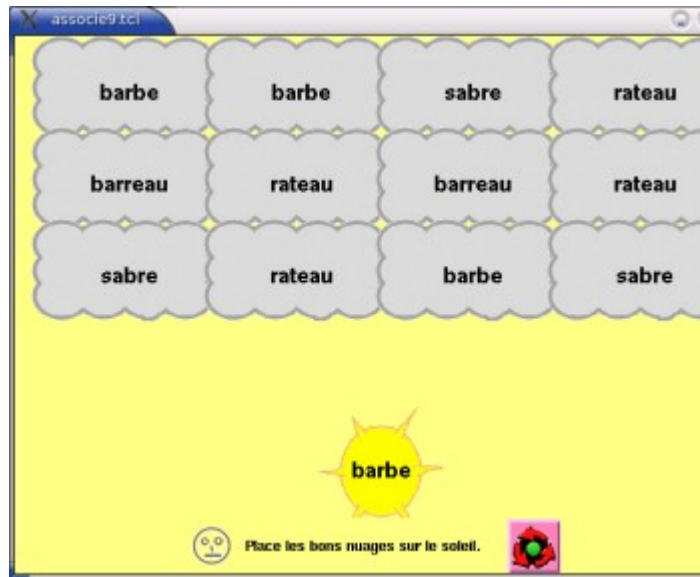 associe9.tcl
barbe barbe sabre rateau
barreau rateau barreau rateau
sabre rateau barbe sabre
barbe
Place les bons nuages sur le soleil.